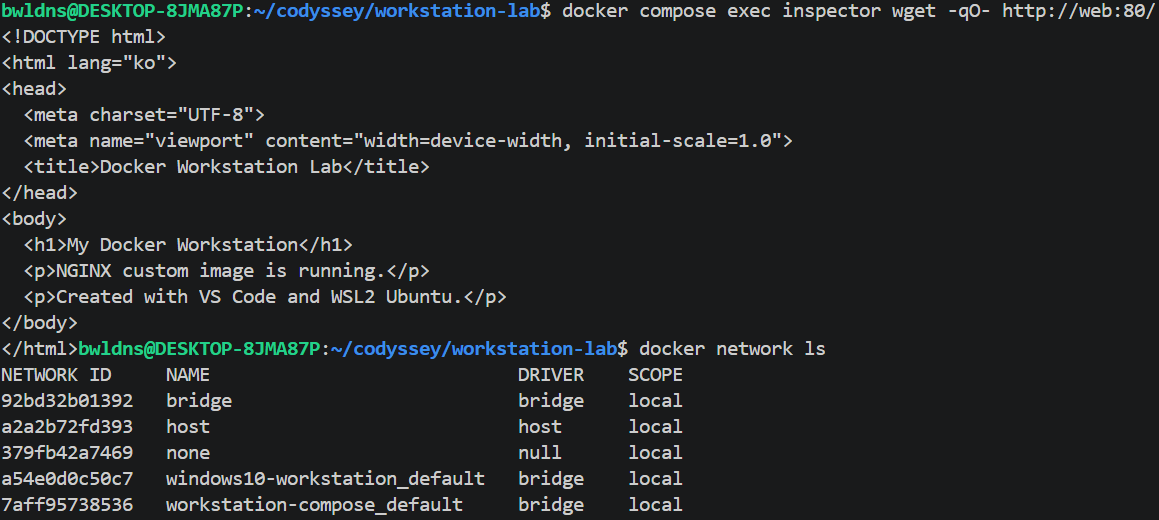 bwldns@DESKTOP-8JMA87P:~/codyssey/workstation-lab$ docker compose exec inspector wget -qO- http://web:80/
<!DOCTYPE html>
<html lang="ko">
<head>
  <meta charset="UTF-8">
  <meta name="viewport" content="width=device-width, initial-scale=1.0">
  <title>Docker Workstation Lab</title>
</head>
<body>
  <h1>My Docker Workstation</h1>
  <p>NGINX custom image is running.</p>
  <p>Created with VS Code and WSL2 Ubuntu.</p>
</body>
</html>bwldns@DESKTOP-8JMA87P:~/codyssey/workstation-lab$ docker network ls
NETWORK ID     NAME                            DRIVER    SCOPE
92bd32b01392   bridge                          bridge    local
a2a2b72fd393   host                            host      local
379fb42a7469   none                            null      local
a54e0d0c50c7   windows10-workstation_default   bridge    local
7aff95738536   workstation-compose_default     bridge    local